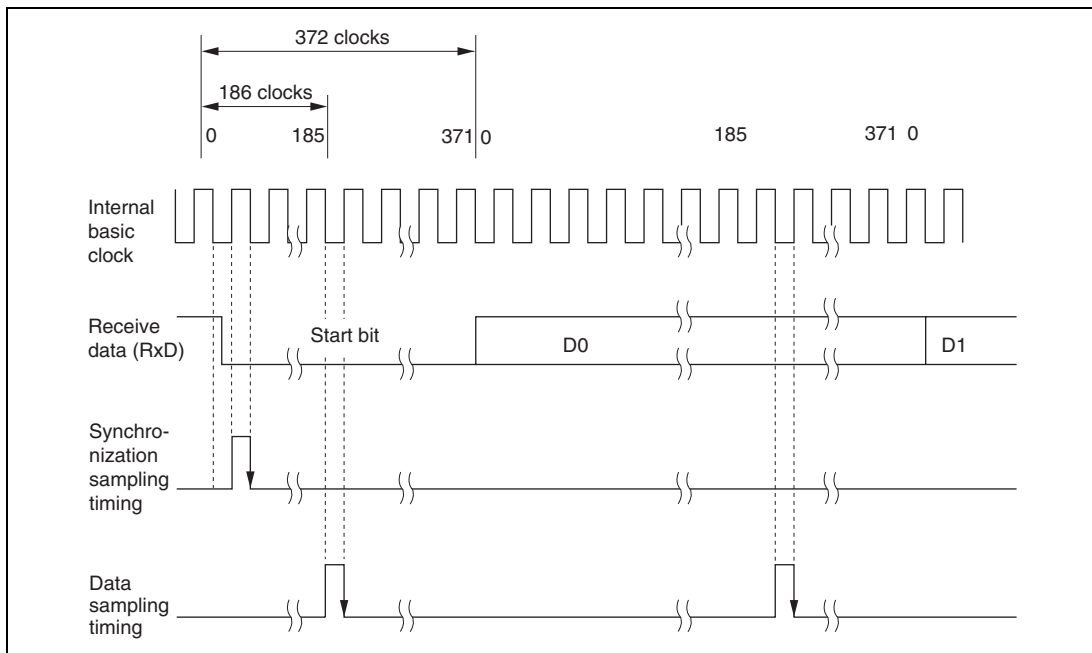 372 clocks
186 clocks
0 185 371 0 185 371 0
Internal
basic
clock
Receive
data (RxD)
Start bit
D0
D1
Synchro-
nization
sampling
timing
Data
sampling
timing